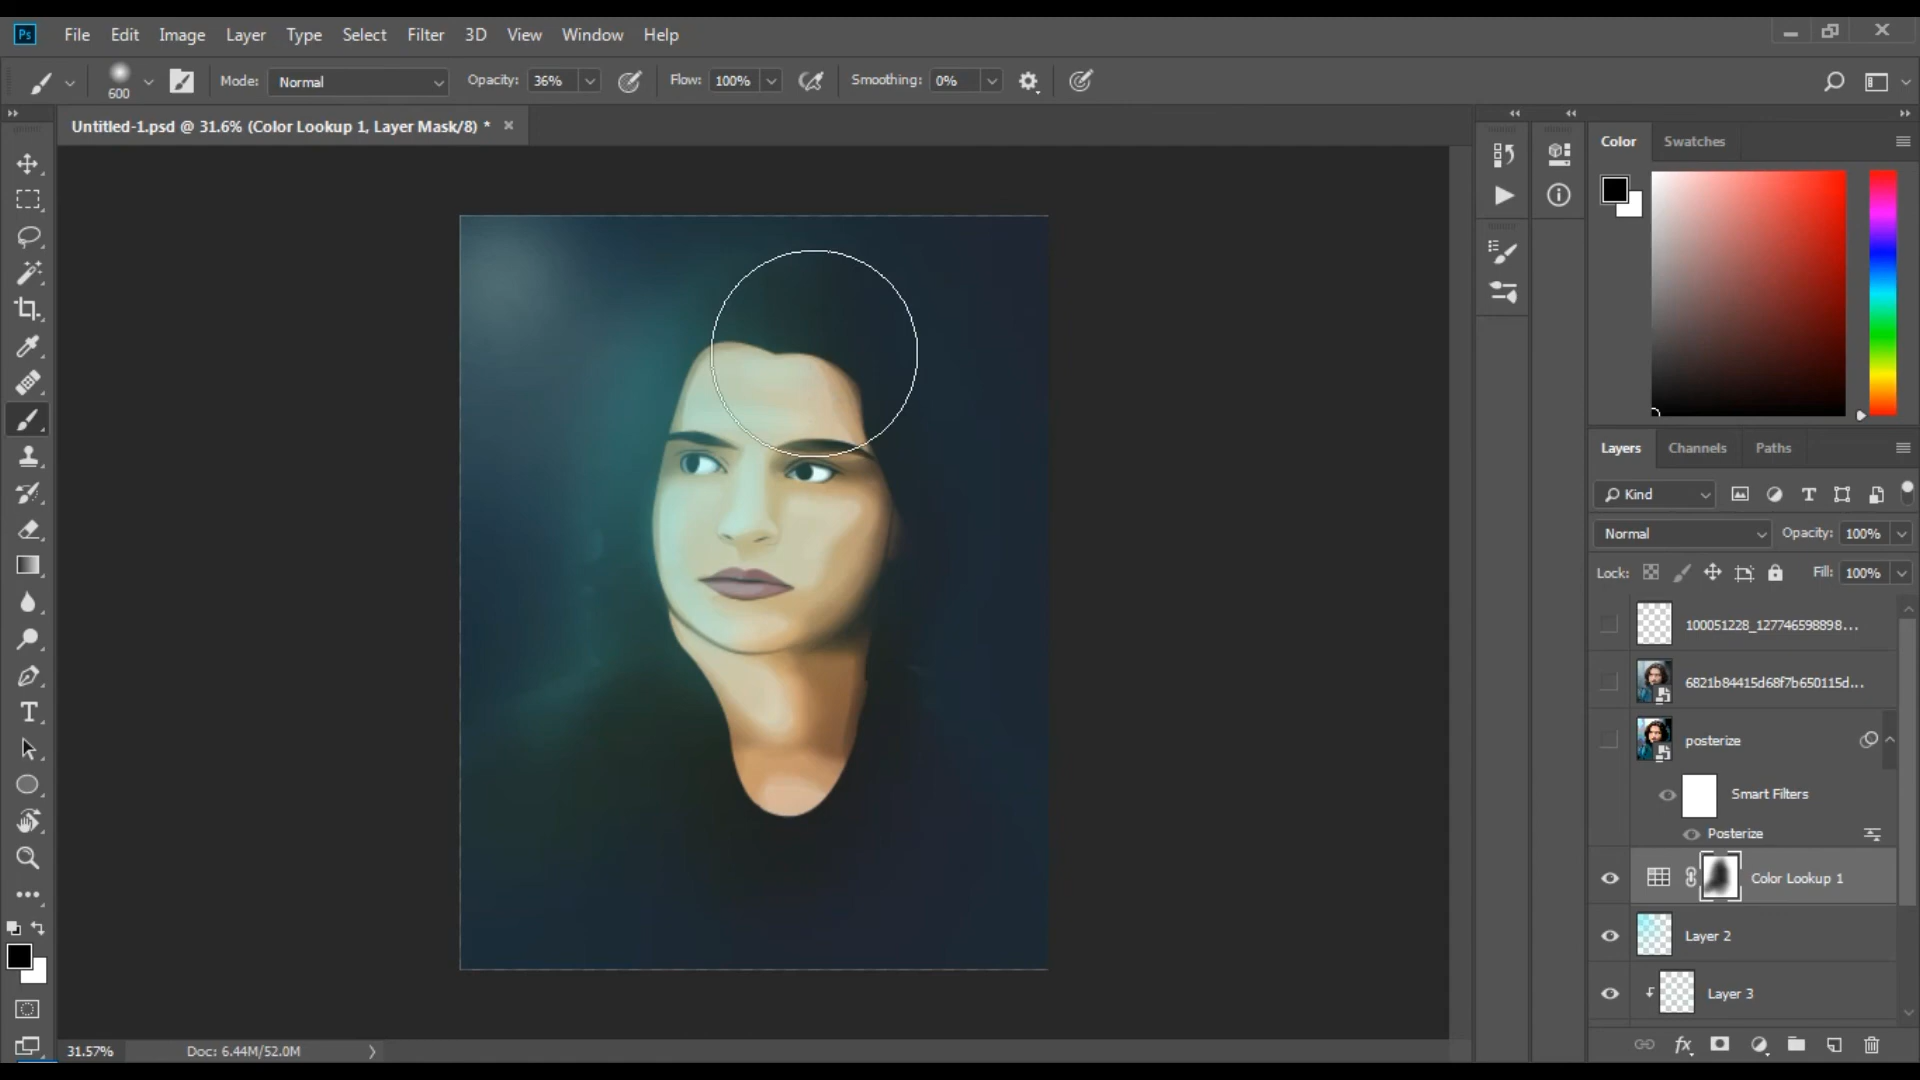 Ps File Edit Image Layer Type Select Filter 3D View Window Help
600 Mode: Normal Opacity: 36% Flow: 100% Smoothing: 0%
Untitled-1.psd @ 31.6% (Color Lookup 1, Layer Mask/8) *
Color Swatches
Layers Channels Paths
Kind
Normal Opacity: 100%
Lock: Fill: 100%
100051228_127746598898...
6821b84415d68f7b650115d...
posterize
Smart Filters
Posterize
Color Lookup 1
Layer 2
Layer 3
fx
31.57% Doc: 6.44M/52.0M